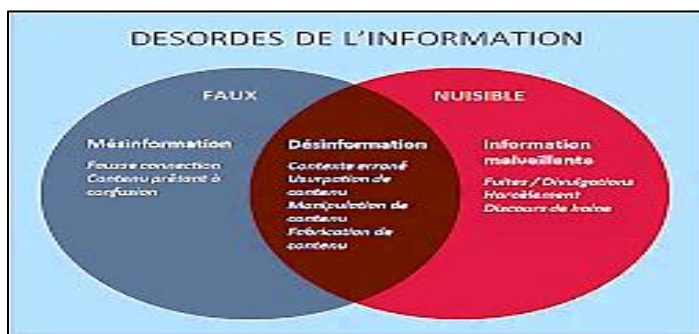 DESORDES DE L'INFORMATION
FAUX
NUISIBLE
Mésinformation
Fausse connection
Contenu prêtant à
confusion
Désinformation
Contexte erroné
Usurpation de
contenu
Manipulation de
contenu
Fabrication de
contenu
Information
malveillante
Fuites / Divulgations
Harcèlement
Discours de haine